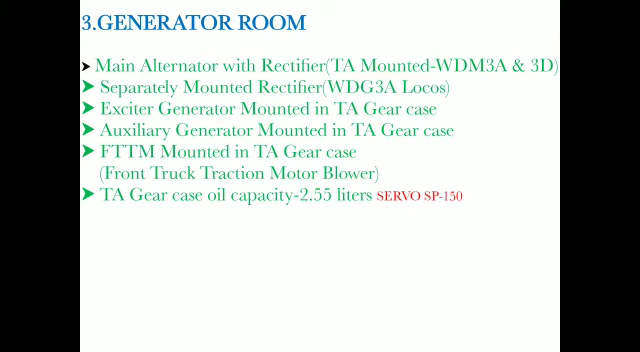 3.GENERATOR ROOM
Main Alternator with Rectifier(TA Mounted-WDM3A & 3D)
Separately Mounted Rectifier(WDG3A Locos)
Exciter Generator Mounted in TA Gear case
Auxiliary Generator Mounted in TA Gear case
FTTM Mounted in TA Gear case
(Front Truck Traction Motor Blower)
TA Gear case oil capacity-2.55 liters SERVO SP-150